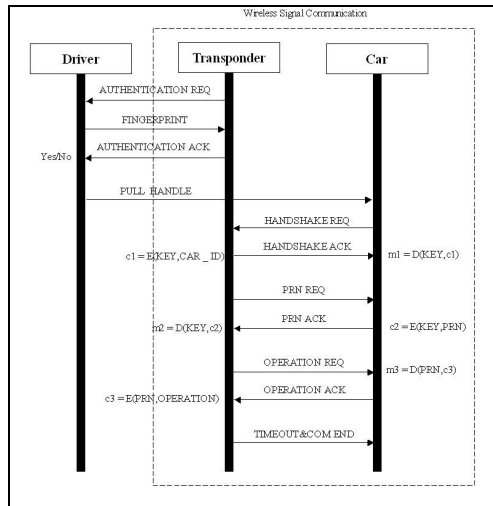 Wireless Signal Communication
Driver
Transponder
Car
AUTHENTICATION REQ
FINGERPRINT
Yes/No
AUTHENTICATION ACK
PULL HANDLE
HANDSHAKE REQ
c1 = E(KEY,CAR _ ID)
HANDSHAKE ACK
m1 = D(KEY,c1)
PRN REQ
m2 = D(KEY,c2)
PRN ACK
c2 = E(KEY,PRN)
OPERATION REQ
m3 = D(PRN,c3)
c3 = E(PRN,OPERATION)
OPERATION ACK
TIMEOUT&COM END